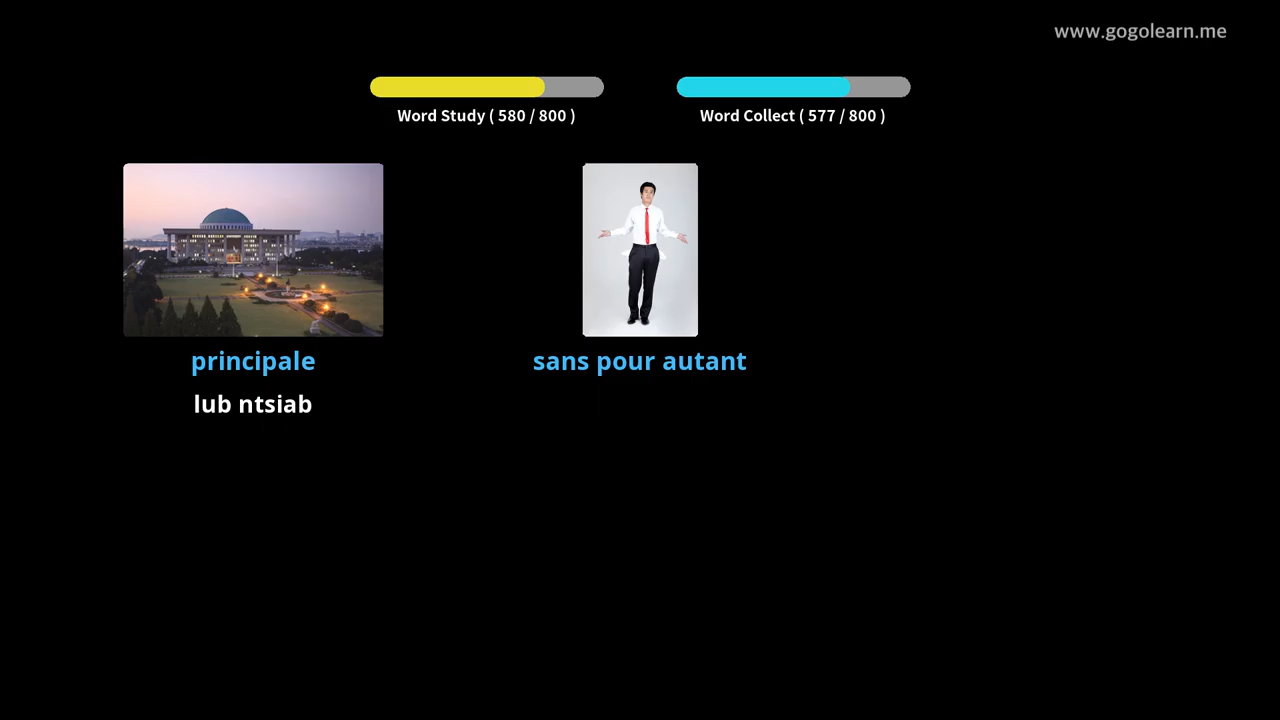 www.gogolearn.me
Word Study ( 580 / 800 )
Word Collect ( 577 / 800 )
principale
sans pour autant
lub ntsiab